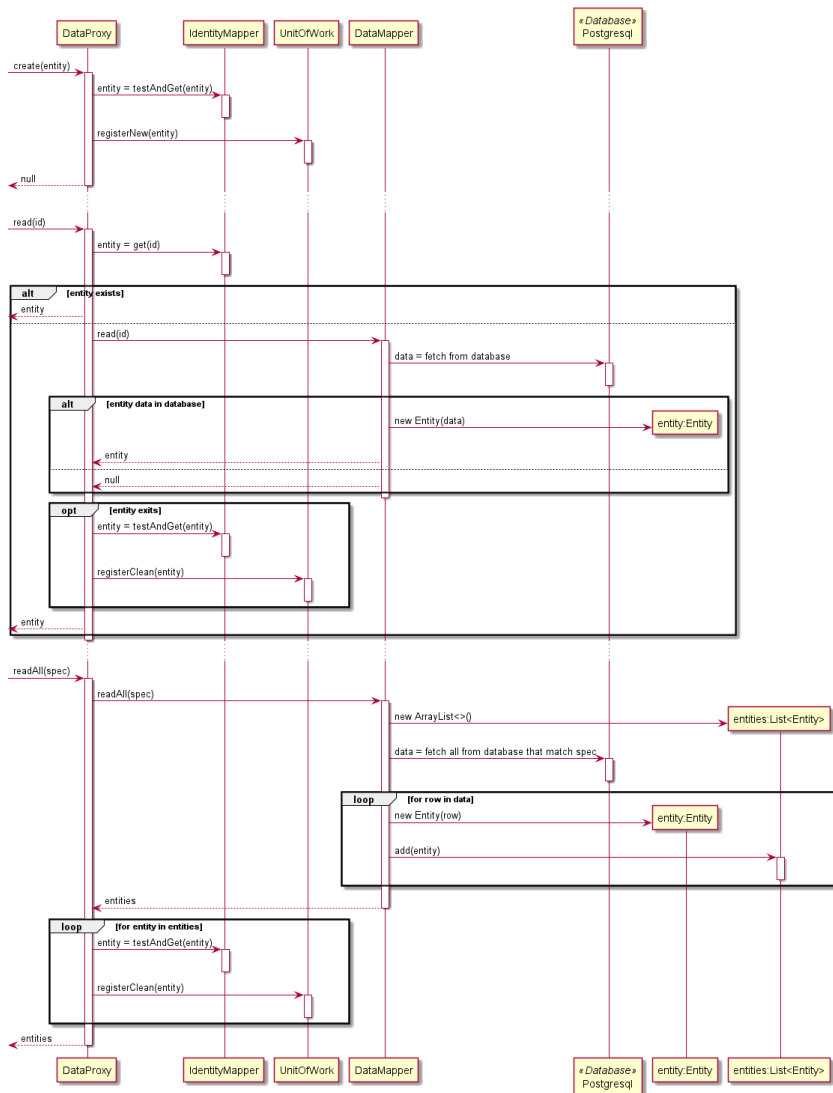 «Database»
DataProxy IdentityMapper UnitOfWork DataMapper Postgresql
create(entity)
entity = testAndGet(entity)
registerNew(entity)
null
read(id)
entity = get(id)
alt [entity exists]
entity
read(id)
data = fetch from database
alt [entity data in database]
new Entity(data) entity:Entity
entity
null
opt [entity exits]
entity = testAndGet(entity)
registerClean(entity)
entity
readAll(spec)
readAll(spec)
new ArrayList<>() entities:List<Entity>
data = fetch all from database that match spec
loop [for row in data]
new Entity(row) entity:Entity
add(entity)
entities
loop [for entity in entities]
entity = testAndGet(entity)
registerClean(entity)
entities
DataProxy IdentityMapper UnitOfWork DataMapper «Database» entity:Entity entities:List<Entity>
Postgresql